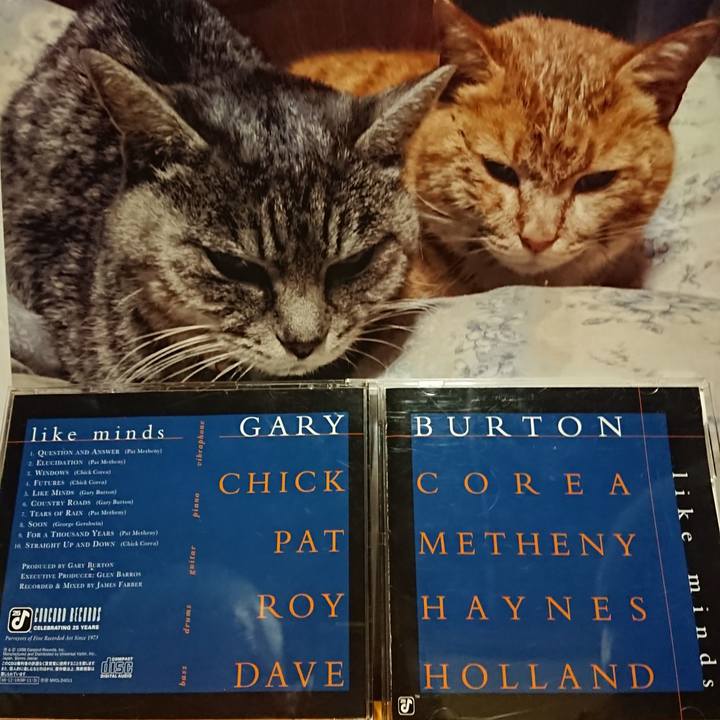 like minds
1. QUESTION AND ANSWER (Pat Metheny)
2. ELUCIDATION (Pat Metheny)
3. WINDOWS (Chick Corea)
4. FUTURES (Chick Corea)
5. LIKE MINDS (Gary Burton)
6. COUNTRY ROADS (Gary Burton)
7. TEARS OF RAIN (Pat Metheny)
8. SOON (George Gershwin)
9. FOR A THOUSAND YEARS (Pat Metheny)
10. STRAIGHT UP AND DOWN (Chick Corea)
PRODUCED BY GARY BURTON
EXECUTIVE PRODUCER: GLEN BARROS
RECORDED & MIXED BY JAMES FARBER
CONCORD RECORDS
CELEBRATING 25 YEARS
Purveyors of Fine Recorded Art Since 1973
COMPACT
disc
DIGITAL AUDIO
vibraphone
piano
guitar
drums
bass
GARY BURTON
CHICK COREA
PAT METHENY
ROY HAYNES
DAVE HOLLAND
like minds